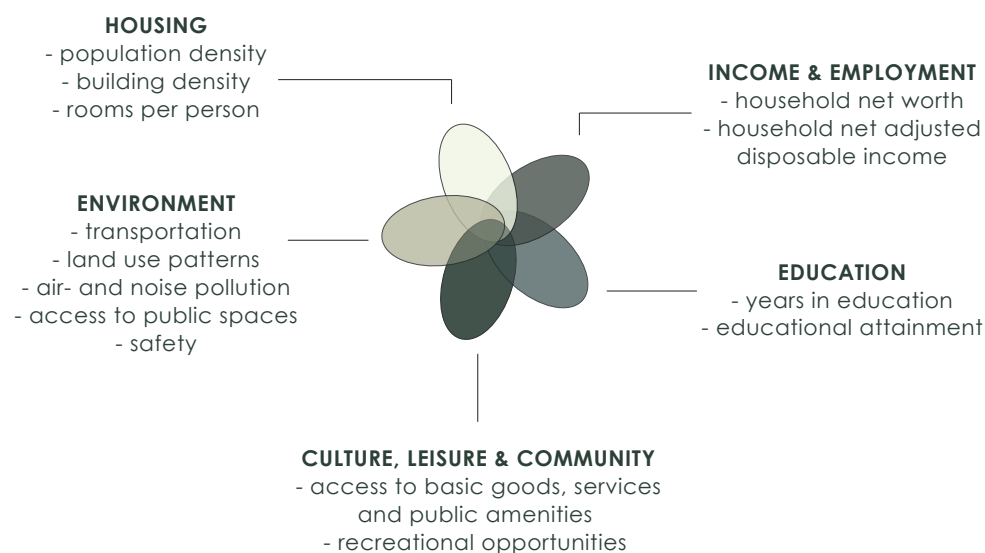 HOUSING
- population density
- building density
- rooms per person
INCOME & EMPLOYMENT
- household net worth
- household net adjusted
disposable income
ENVIRONMENT
- transportation
- land use patterns
- air- and noise pollution
- access to public spaces
- safety
EDUCATION
- years in education
- educational attainment
CULTURE, LEISURE & COMMUNITY
- access to basic goods, services
and public amenities
- recreational opportunities